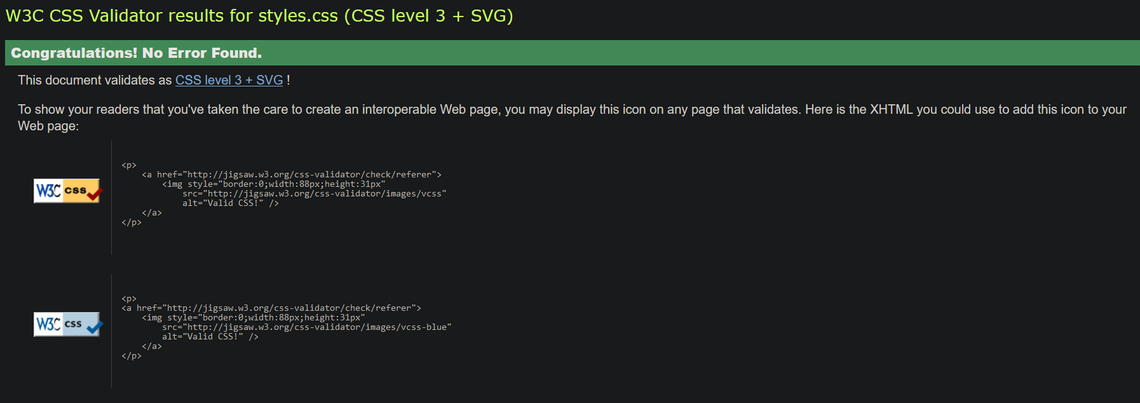 W3C CSS Validator results for styles.css (CSS level 3 + SVG)
Congratulations! No Error Found.
This document validates as CSS level 3 + SVG !
To show your readers that you've taken the care to create an interoperable Web page, you may display this icon on any page that validates. Here is the XHTML you could use to add this icon to your
Web page:
W3C css
<p>
<a href="http://jigsaw.w3.org/css-validator/check/referer">
<img style="border:0;width:88px;height:31px"
src="http://jigsaw.w3.org/css-validator/images/vcss"
alt="Valid CSS!" />
</a>
</p>
W3C css
<p>
<a href="http://jigsaw.w3.org/css-validator/check/referer">
<img style="border:0;width:88px;height:31px"
src="http://jigsaw.w3.org/css-validator/images/vcss-blue"
alt="Valid CSS!" />
</a>
</p>